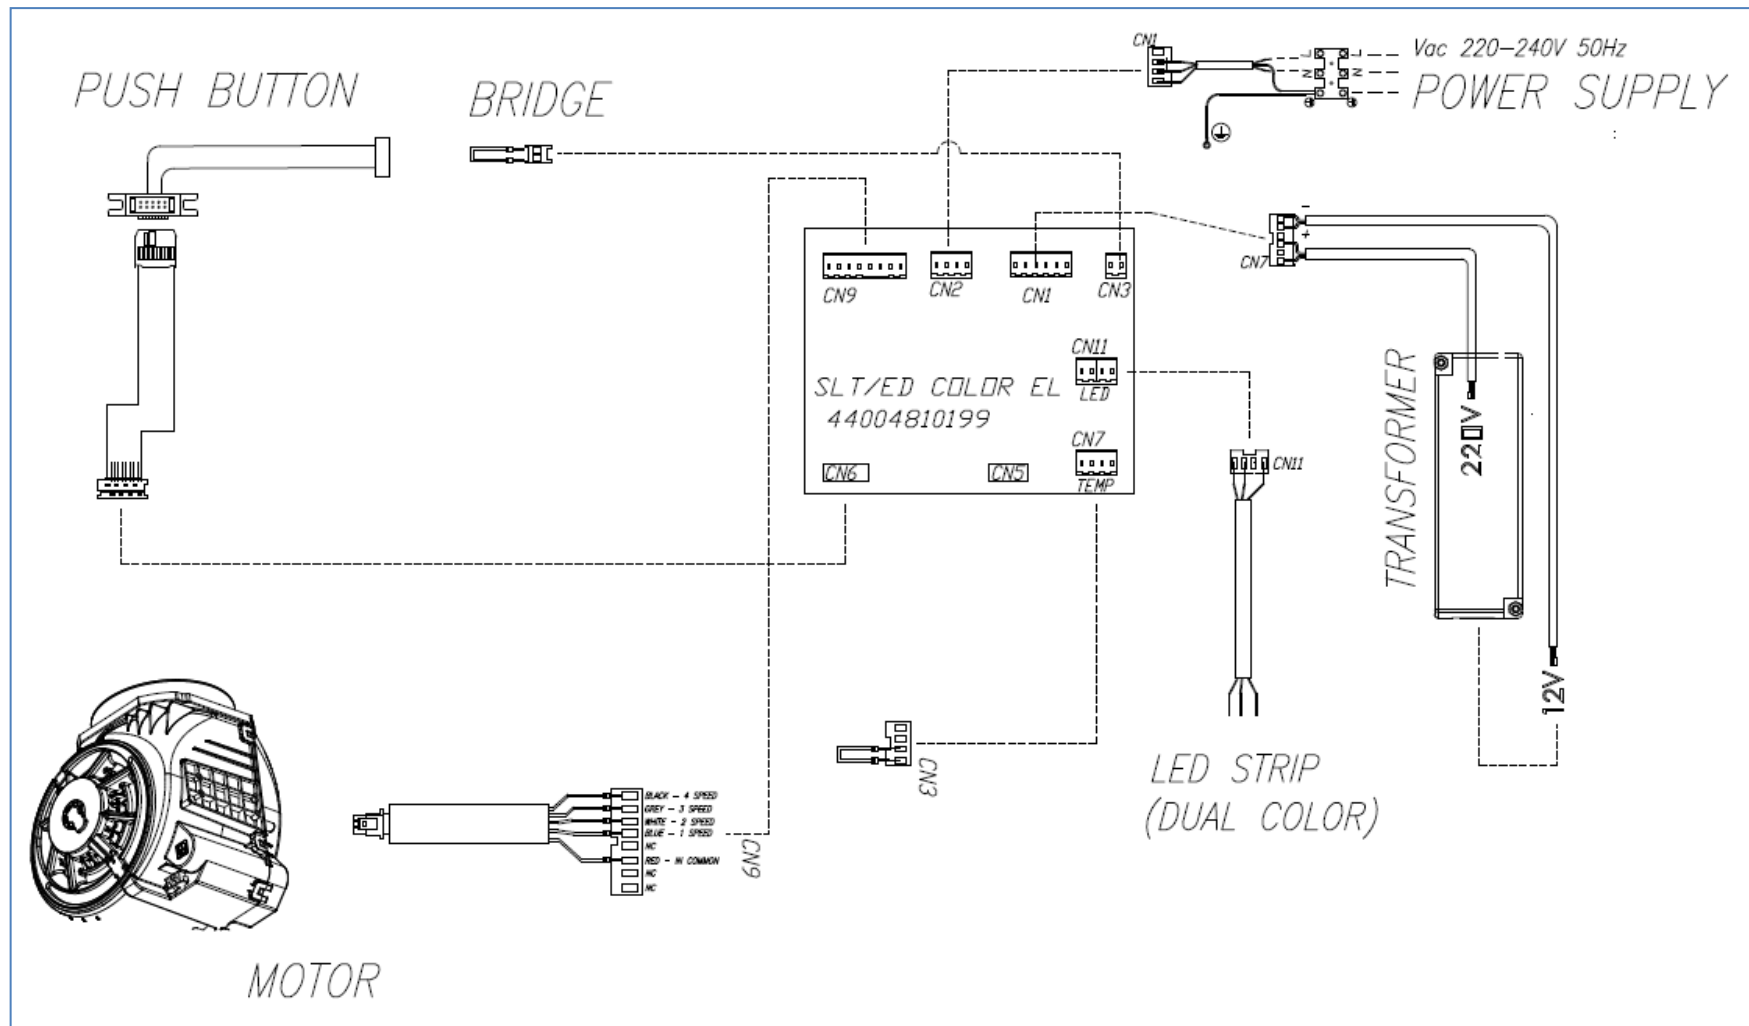 CN1
L
L
Vac 220-240V 50Hz
N
N
POWER SUPPLY
PUSH BUTTON
BRIDGE
-
+
CN7
CN9
CN2
CN1
CN3
CN11
LED
SLT/ED COLOR EL
44004810199
CN7
TEMP
CN6
CN5
CN11
TRANSFORMER
220V
12V
LED STRIP
(DUAL COLOR)
CN3
BLACK - 4 SPEED
GREY - 3 SPEED
WHITE - 2 SPEED
BLUE - 1 SPEED
NC
RED - IN COMMON
NC
NC
CN9
MOTOR